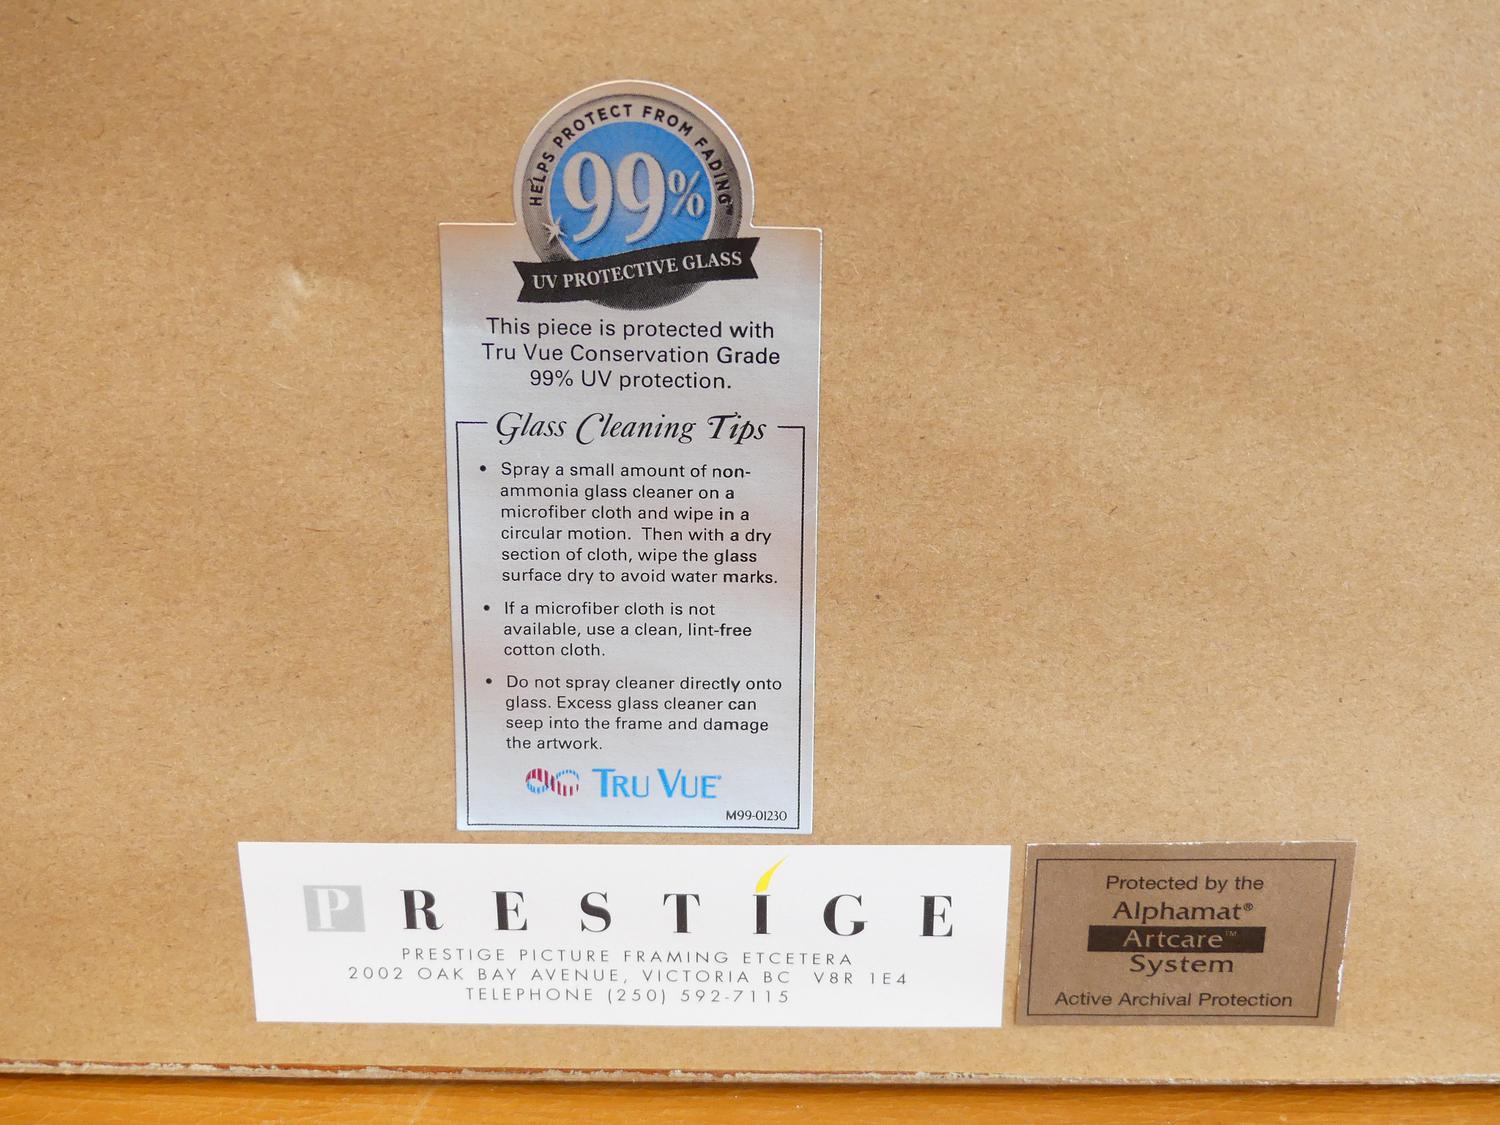 HELPS PROTECT FROM FADING™
99%
UV PROTECTIVE GLASS
This piece is protected with
Tru Vue Conservation Grade
99% UV protection.
Glass Cleaning Tips
• Spray a small amount of non-
ammonia glass cleaner on a
microfiber cloth and wipe in a
circular motion.  Then with a dry
section of cloth, wipe the glass
surface dry to avoid water marks.
• If a microfiber cloth is not
available, use a clean, lint-free
cotton cloth.
• Do not spray cleaner directly onto
glass. Excess glass cleaner can
seep into the frame and damage
the artwork.
TRU VUE®
M99-01230
PRESTIGE
PRESTIGE PICTURE FRAMING ETCETERA
2002 OAK BAY AVENUE, VICTORIA BC  V8R 1E4
TELEPHONE (250) 592-7115
Protected by the
Alphamat®
Artcare™
System
Active Archival Protection